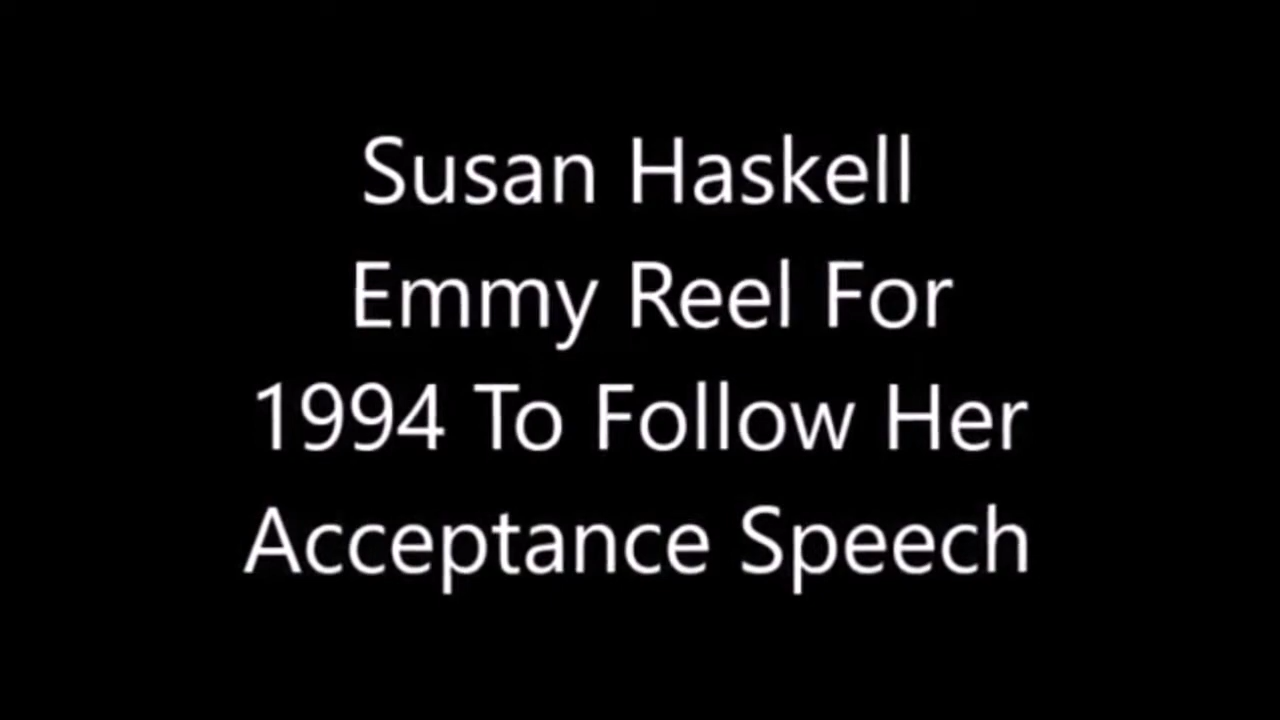 Susan Haskell
Emmy Reel For
1994 To Follow Her
Acceptance Speech